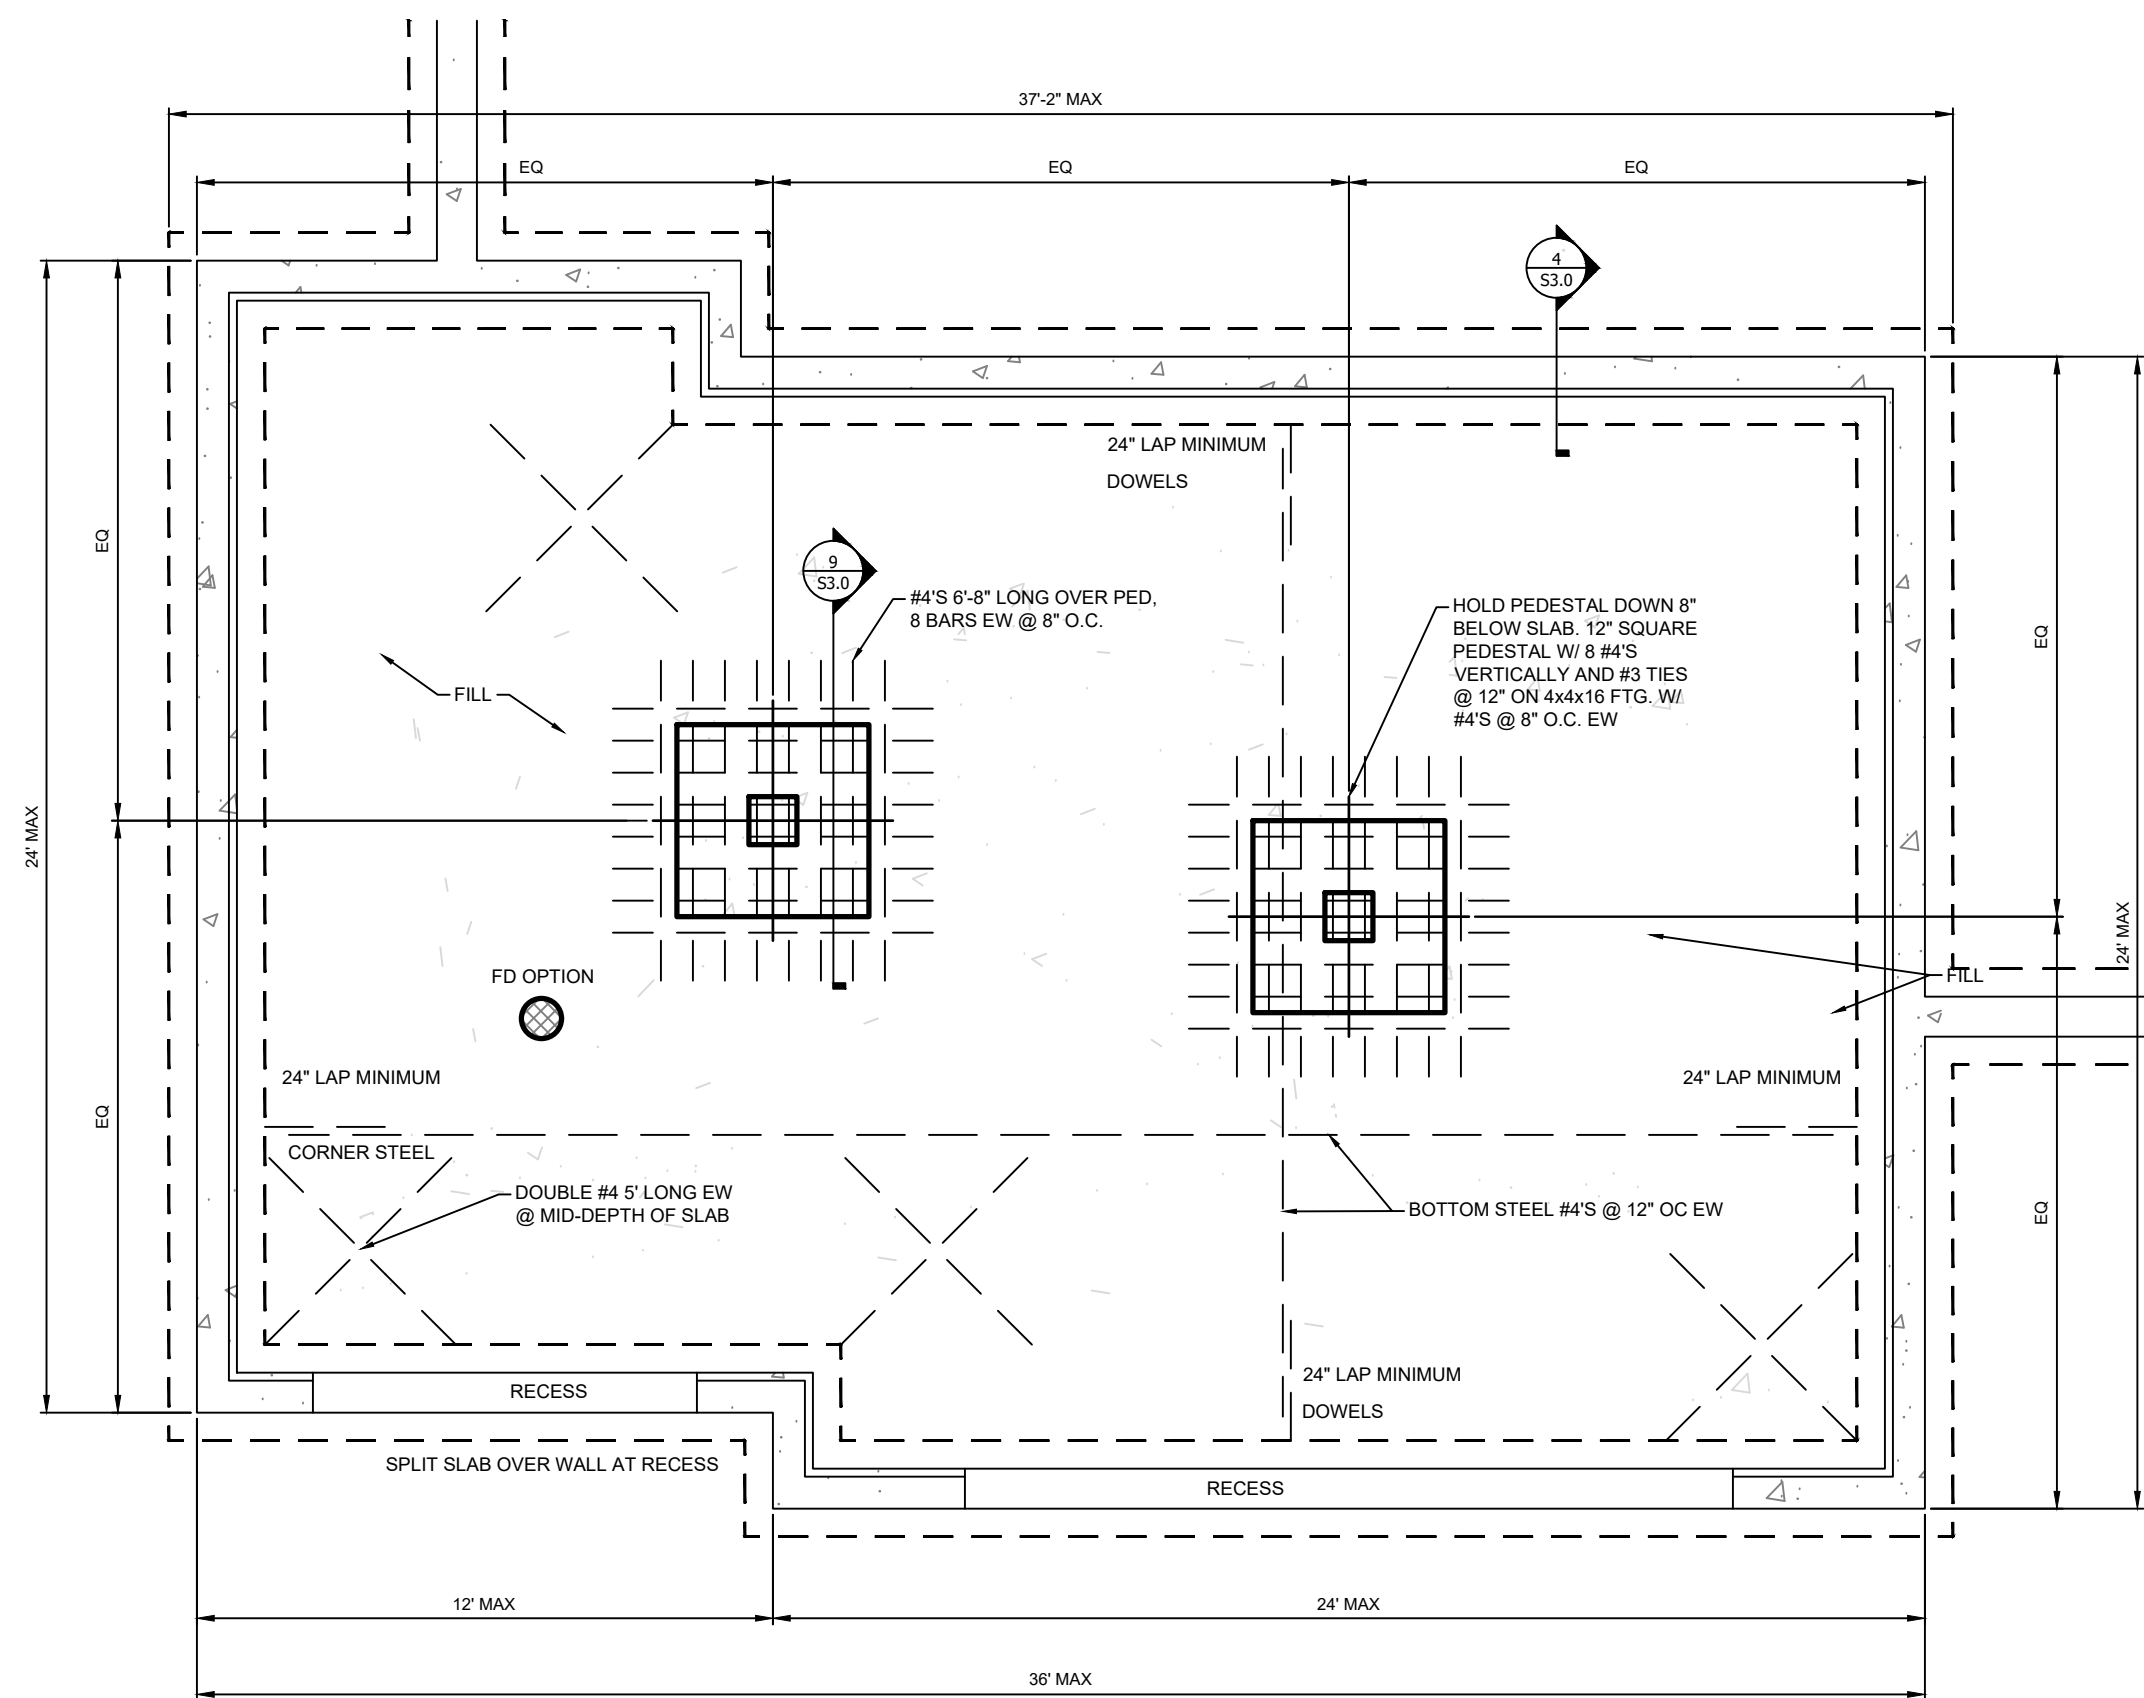 37'-2" MAX
EQ
EQ
EQ
4
S3.0
24" LAP MINIMUM
DOWELS
EQ
9
S3.0
#4'S 6'-8" LONG OVER PED,
8 BARS EW @ 8" O.C.
HOLD PEDESTAL DOWN 8"
BELOW SLAB. 12" SQUARE
PEDESTAL W/ 8 #4'S
VERTICALLY AND #3 TIES
@ 12" ON 4x4x16 FTG. W/
#4'S @ 8" O.C. EW
EQ
FILL
24' MAX
24' MAX
FD OPTION
FILL
24" LAP MINIMUM
24" LAP MINIMUM
EQ
CORNER STEEL
DOUBLE #4 5' LONG EW
@ MID-DEPTH OF SLAB
BOTTOM STEEL #4'S @ 12" OC EW
EQ
24" LAP MINIMUM
DOWELS
RECESS
SPLIT SLAB OVER WALL AT RECESS
RECESS
12' MAX
24' MAX
36' MAX